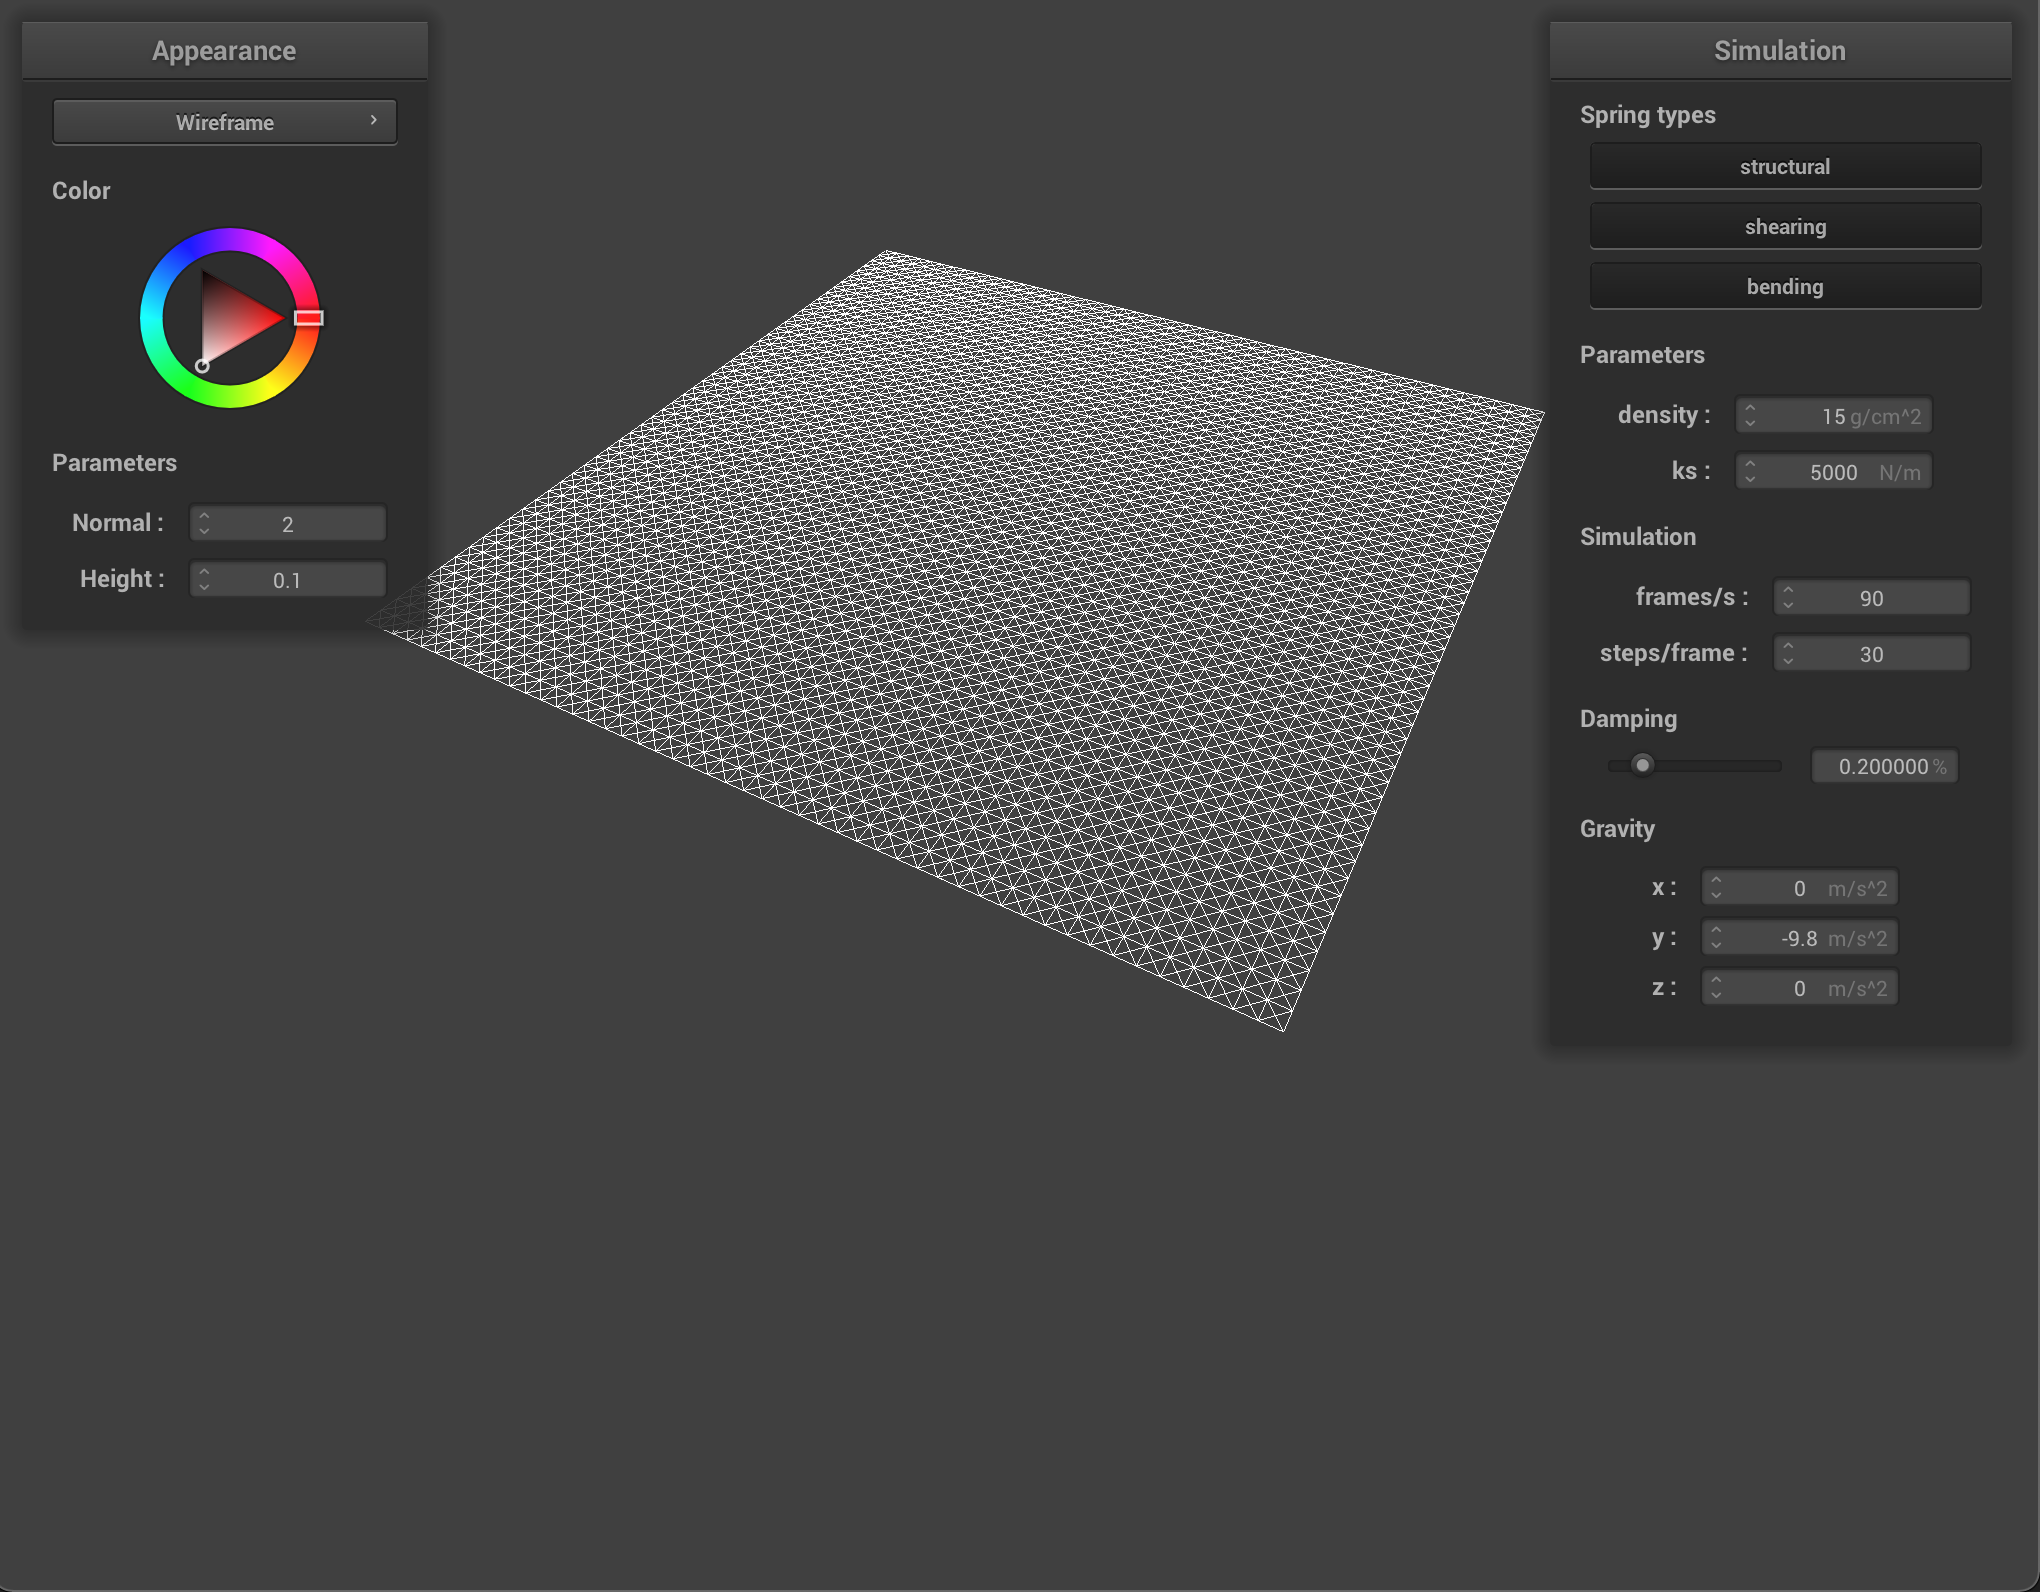 Appearance
Wireframe
Color
Parameters
Normal : 2
Height : 0.1
Simulation
Spring types
structural
shearing
bending
Parameters
density : 15 g/cm^2
ks : 5000 N/m
Simulation
frames/s : 90
steps/frame : 30
Damping
0.200000 %
Gravity
x : 0 m/s^2
y : -9.8 m/s^2
z : 0 m/s^2